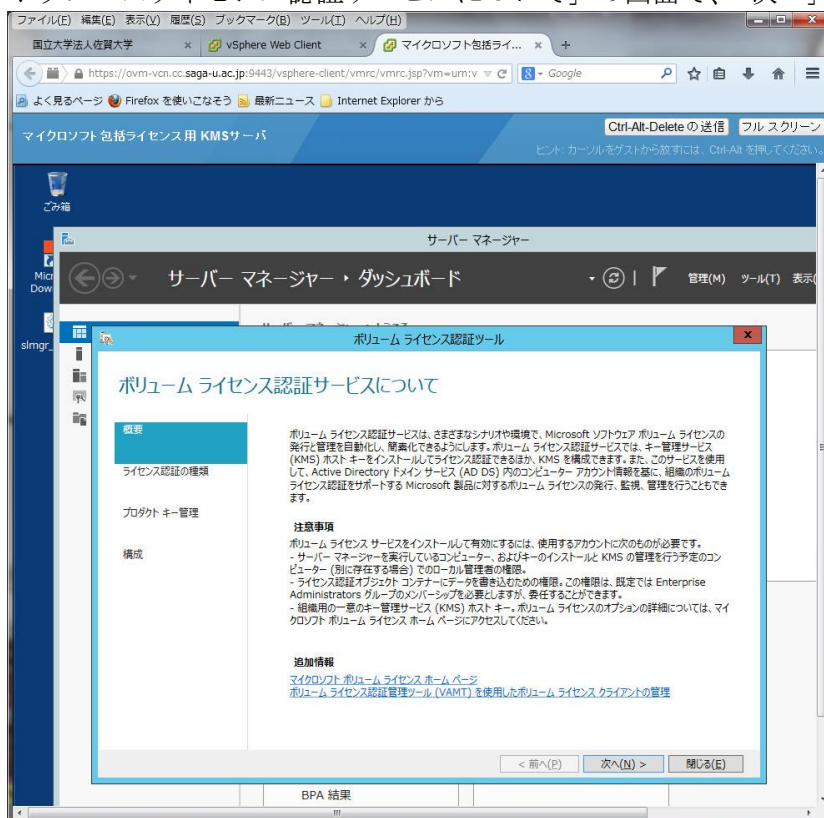 ファイル(F) 編集(E) 表示(V) 履歴(S) ブックマーク(B) ツール(T) ヘルプ(H)
国立大学法人佐賀大学 × vSphere Web Client × マイクロソフト包括ライ... × +
https://ovm-vcn.cc.saga-u.ac.jp:9443/vsphere-client/vmrc/vmrc.jsp?vm=urn:v Google
よく見るページ Firefox を使いこなそう 最新ニュース Internet Explorer から
マイクロソフト包括ライセンス用 KMSサーバ
Ctrl-Alt-Delete の送信 フル スクリーン
ヒント: カーソルをゲストから放すには、Ctrl-Alt を押してください。
ごみ箱
サーバー マネージャー
サーバー マネージャー ・ ダッシュボード
管理(M) ツール(T) 表示(
Micr
Dow
slmgr_
ボリューム ライセンス認証ツール
ボリューム ライセンス認証サービスについて
概要
ライセンス認証の種類
プロダクト キー管理
構成
ボリューム ライセンス認証サービスは、さまざまなシナリオや環境で、Microsoft ソフトウェア ボリューム ライセンスの
発行と管理を自動化し、簡素化できるようにします。ボリューム ライセンス認証サービスでは、キー管理サービス
(KMS) ホスト キーをインストールしてライセンス認証できるほか、KMS を構成できます。また、このサービスを使用
して、Active Directory ドメイン サービス (AD DS) 内のコンピューター アカウント情報を基に、組織のボリューム
ライセンス認証をサポートする Microsoft 製品に対するボリューム ライセンスの発行、監視、管理を行うこともでき
ます。
注意事項
ボリューム ライセンス サービスをインストールして有効にするには、使用するアカウントに次のものが必要です。
- サーバー マネージャーを実行しているコンピューター、およびキーのインストールと KMS の管理を行う予定のコン
ピューター (別に存在する場合) でのローカル管理者の権限。
- ライセンス認証オブジェクト コンテナーにデータを書き込むための権限。この権限は、既定では Enterprise
Administrators グループのメンバーシップを必要としますが、委任することができます。
- 組織用の一意のキー管理サービス (KMS) ホスト キー。ボリューム ライセンスのオプションの詳細については、マイ
クロソフト ボリューム ライセンス ホーム ページにアクセスしてください。
追加情報
マイクロソフト ボリューム ライセンス ホーム ページ
ボリューム ライセンス認証管理ツール (VAMT) を使用したボリューム ライセンス クライアントの管理
< 前へ(P) 次へ(N) > 閉じる(E)
BPA 結果